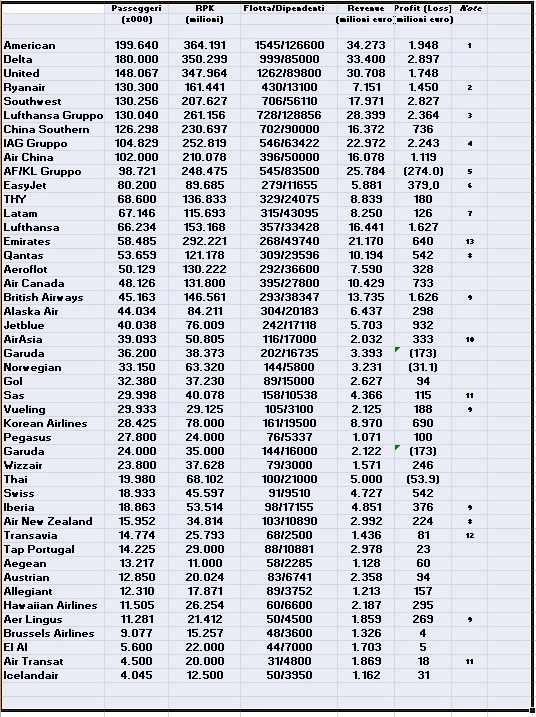 Passeggeri RPK Flotta/Dipendenti Revenue Profit (Loss) Note
(x000) (milioni) (milioni euro) (milioni euro)
American 199.640 364.191 1545/126600 34.273 1.948 1
Delta 180.000 350.299 999/85000 33.400 2.897
United 148.067 347.964 1262/89800 30.708 1.748
Ryanair 130.300 161.441 430/13100 7.151 1.450 2
Southwest 130.256 207.627 706/56110 17.971 2.827
Lufthansa Gruppo 130.040 261.156 728/128856 28.399 2.364 3
China Southern 126.298 230.697 702/90000 16.372 736
IAG Gruppo 104.829 252.819 546/63422 22.972 2.243 4
Air China 102.000 210.078 396/50000 16.078 1.119
AF/KL Gruppo 98.721 248.475 545/83500 25.784 (274.0) 5
EasyJet 80.200 89.685 279/11655 5.881 379,0 6
THY 68.600 136.833 329/24075 8.839 180
Latam 67.146 115.693 315/43095 8.250 126 7
Lufthansa 66.234 153.168 357/33428 16.441 1.627
Emirates 58.485 292.221 268/49740 21.170 640 13
Qantas 53.659 121.178 309/29596 10.194 542 8
Aeroflot 50.129 130.222 292/36600 7.590 328
Air Canada 48.126 131.800 395/27800 10.429 733
British Airways 45.163 146.561 293/38347 13.735 1.626 9
Alaska Air 44.034 84.211 304/20183 6.437 298
Jetblue 40.038 76.009 242/17118 5.703 932
AirAsia 39.093 50.805 116/17000 2.032 333 10
Garuda 36.200 38.373 202/16735 3.393 (173)
Norwegian 33.150 63.320 144/5800 3.231 (31.1)
Gol 32.380 37.230 89/15000 2.627 94
Sas 29.998 40.078 158/10538 4.366 115 11
Vueling 29.933 29.125 105/3100 2.125 188 9
Korean Airlines 28.425 78.000 161/19500 8.970 690
Pegasus 27.800 24.000 76/5337 1.071 100
Garuda 24.000 35.000 144/16000 2.122 (173)
Wizzair 23.800 37.628 79/3000 1.571 246
Thai 19.980 68.102 100/21000 5.000 (53.9)
Swiss 18.933 45.597 91/9510 4.727 542
Iberia 18.863 53.514 98/17155 4.851 376 9
Air New Zealand 15.952 34.814 103/10890 2.992 224 8
Transavia 14.774 25.793 68/2500 1.436 81 12
Tap Portugal 14.225 29.000 88/10881 2.978 23
Aegean 13.217 11.000 58/2285 1.128 60
Austrian 12.850 20.024 83/6741 2.358 94
Allegiant 12.310 17.871 89/3752 1.213 157
Hawaiian Airlines 11.505 26.254 60/6600 2.187 295
Aer Lingus 11.281 21.412 50/4500 1.859 269 9
Brussels Airlines 9.077 15.257 48/3600 1.326 4
El Al 5.600 22.000 44/7000 1.703 5
Air Transat 4.500 20.000 31/4800 1.869 18 11
Icelandair 4.045 12.500 50/3950 1.162 31